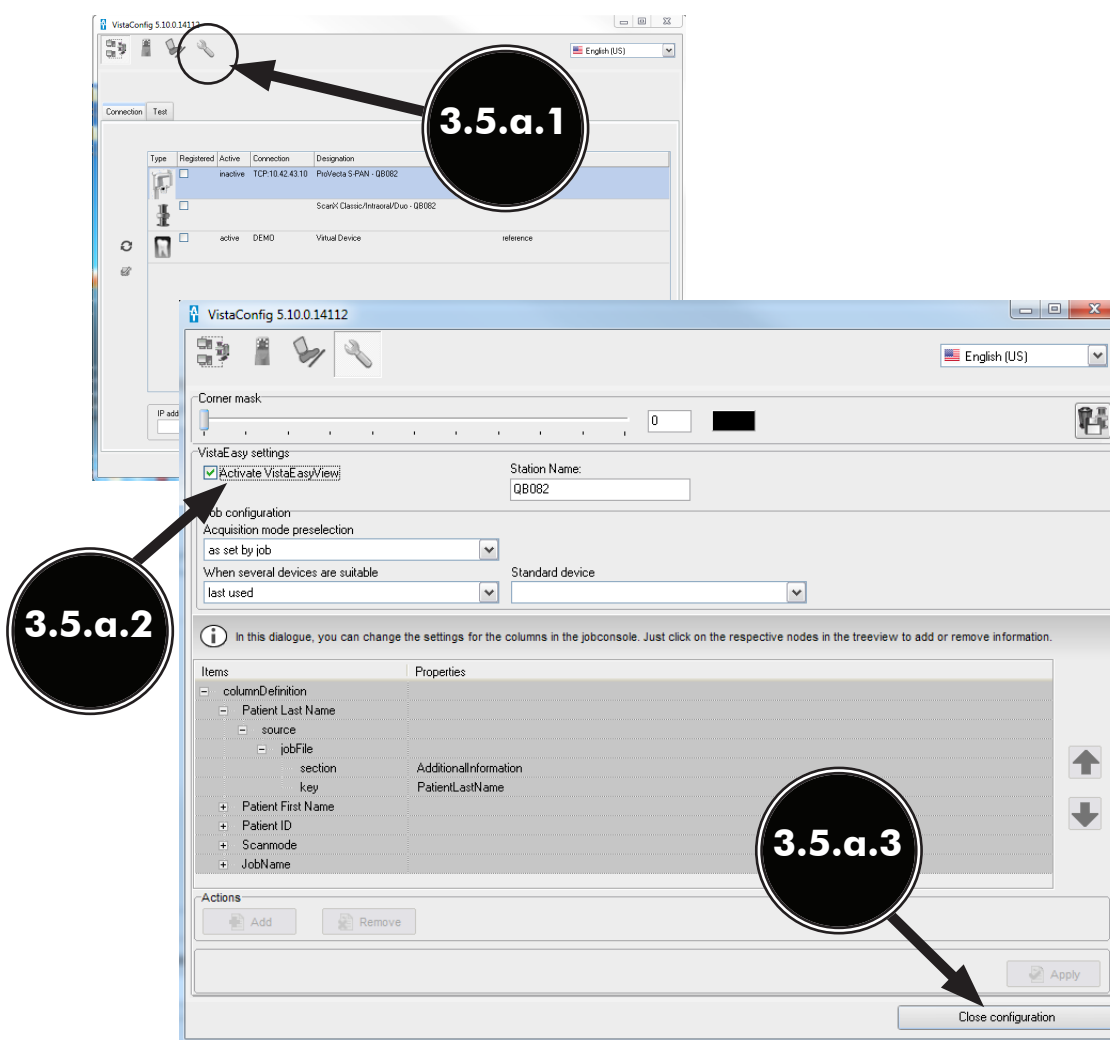 VistaConfig 5.10.0.14112
English (US)
3.5.a.1
Connection Test
Type Registered Active Connection Designation
inactive TCP:10.42.43.10 ProVecta S-PAN - QB082
ScanX Classic/Intraoral/Duo - QB082
active DEMO Virtual Device reference
IP add
VistaConfig 5.10.0.14112
English (US)
Corner mask
0
VistaEasy settings
Activate VistaEasyView
Station Name:
QB082
Job configuration
Acquisition mode preselection
as set by job
When several devices are suitable Standard device
last used
3.5.a.2
In this dialogue, you can change the settings for the columns in the jobconsole. Just click on the respective nodes in the treeview to add or remove information.
Items Properties
columnDefinition
Patient Last Name
source
jobFile
section AdditionalInformation
key PatientLastName
Patient First Name
Patient ID
Scanmode
JobName
3.5.a.3
Actions
Add Remove
Apply
Close configuration